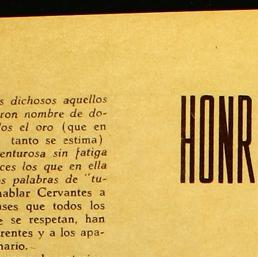 s dichosos aquellos
ron nombre de do-
los el oro (que en
tanto se estima)
enturosa sin fatiga
ces los que en ella
s palabras de "tu-
hablar Cervantes a
ases que todos los
e se respetan, han
rentes y a los apa-
nario.
HONR